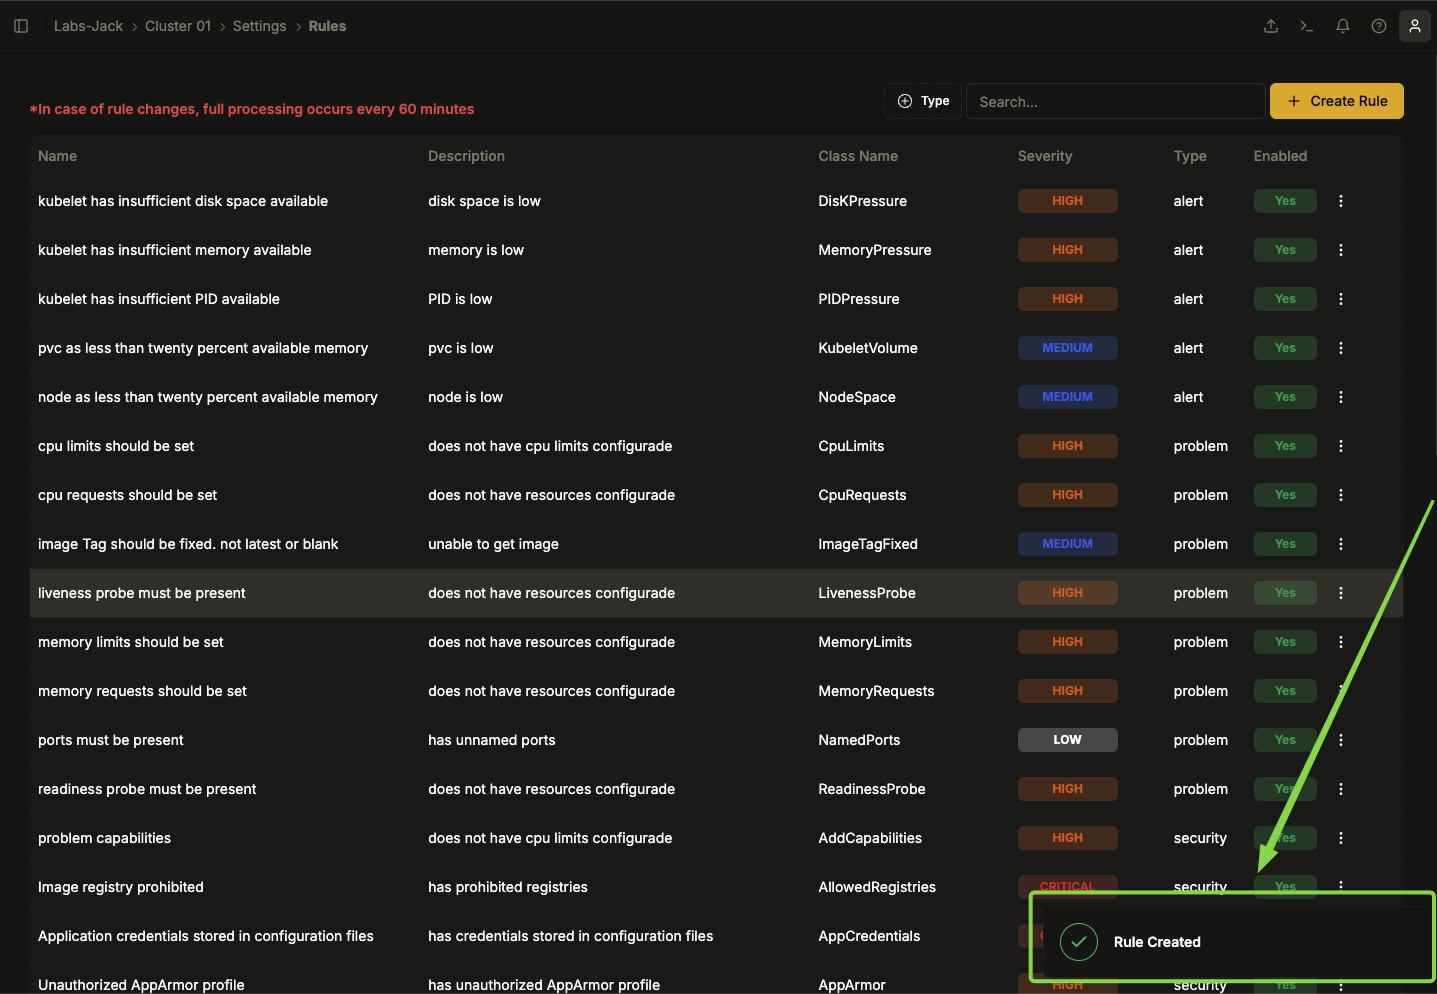 Labs-Jack > Cluster 01 > Settings > Rules
*In case of rule changes, full processing occurs every 60 minutes
Type
Search...
+ Create Rule
Name Description Class Name Severity Type Enabled
kubelet has insufficient disk space available disk space is low DisKPressure HIGH alert Yes
kubelet has insufficient memory available memory is low MemoryPressure HIGH alert Yes
kubelet has insufficient PID available PID is low PIDPressure HIGH alert Yes
pvc as less than twenty percent available memory pvc is low KubeletVolume MEDIUM alert Yes
node as less than twenty percent available memory node is low NodeSpace MEDIUM alert Yes
cpu limits should be set does not have cpu limits configurade CpuLimits HIGH problem Yes
cpu requests should be set does not have resources configurade CpuRequests HIGH problem Yes
image Tag should be fixed. not latest or blank unable to get image ImageTagFixed MEDIUM problem Yes
liveness probe must be present does not have resources configurade LivenessProbe HIGH problem Yes
memory limits should be set does not have resources configurade MemoryLimits HIGH problem Yes
memory requests should be set does not have resources configurade MemoryRequests HIGH problem Yes
ports must be present has unnamed ports NamedPorts LOW problem Yes
readiness probe must be present does not have resources configurade ReadinessProbe HIGH problem Yes
problem capabilities does not have cpu limits configurade AddCapabilities HIGH security Yes
Image registry prohibited has prohibited registries AllowedRegistries CRITICAL security Yes
Application credentials stored in configuration files has credentials stored in configuration files AppCredentials
Rule Created
Unauthorized AppArmor profile has unauthorized AppArmor profile AppArmor HIGH security Yes